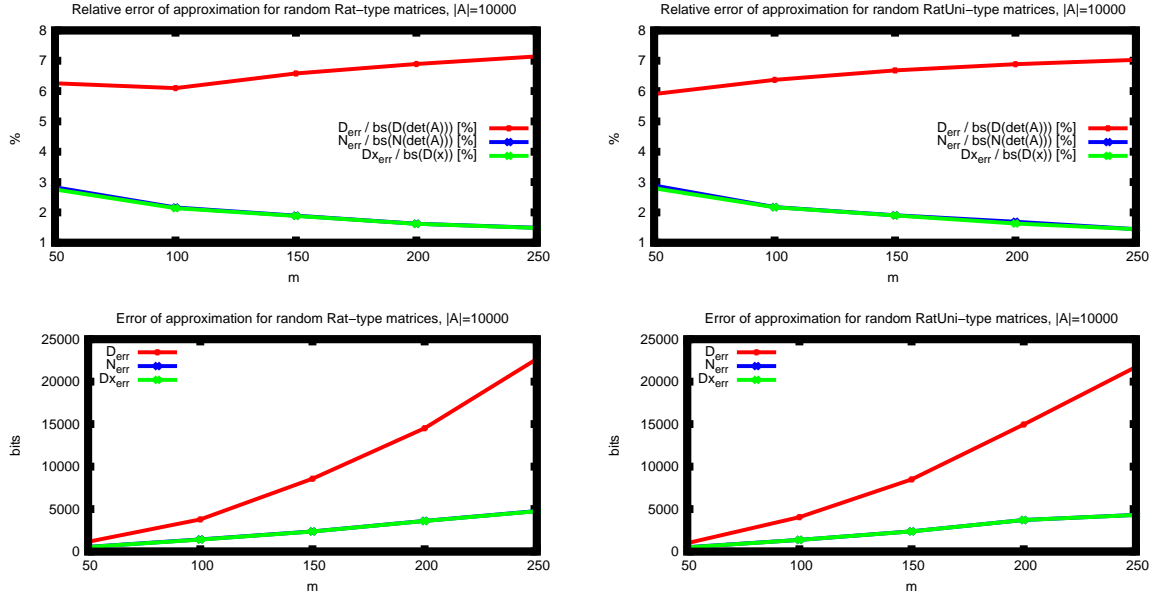 Relative error of approximation for random Rat−type matrices, |A|=10000
8
7
6
5
4
3
2
1
%
D_err / bs(D(det(A))) [%]
N_err / bs(N(det(A))) [%]
Dx_err / bs(D(x)) [%]
50 100 150 200 250
m
Relative error of approximation for random RatUni−type matrices, |A|=10000
8
7
6
5
4
3
2
1
%
D_err / bs(D(det(A))) [%]
N_err / bs(N(det(A))) [%]
Dx_err / bs(D(x)) [%]
50 100 150 200 250
m
Error of approximation for random Rat−type matrices, |A|=10000
25000
20000
15000
10000
5000
0
bits
D_err
N_err
Dx_err
50 100 150 200 250
m
Error of approximation for random RatUni−type matrices, |A|=10000
25000
20000
15000
10000
5000
0
bits
D_err
N_err
Dx_err
50 100 150 200 250
m